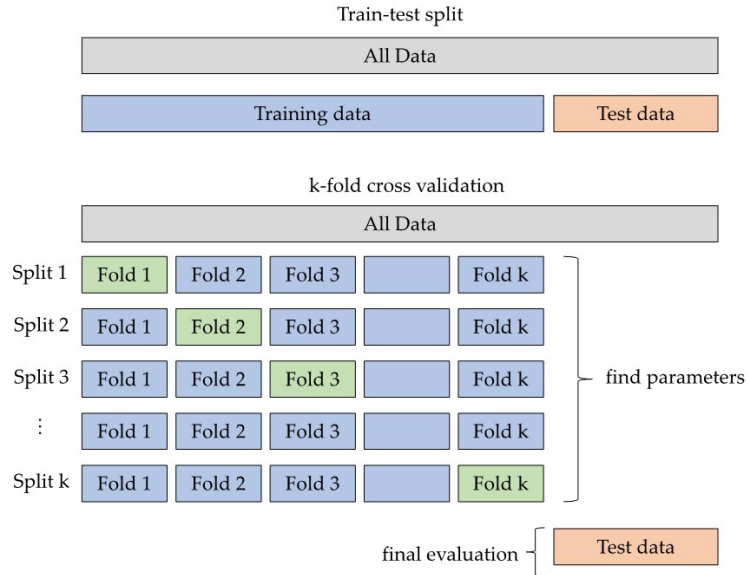 Train-test split
All Data
Training data Test data
k-fold cross validation
All Data
Split 1 Fold 1 Fold 2 Fold 3 Fold k
Split 2 Fold 1 Fold 2 Fold 3 Fold k
Split 3 Fold 1 Fold 2 Fold 3 Fold k find parameters
⋮ Fold 1 Fold 2 Fold 3 Fold k
Split k Fold 1 Fold 2 Fold 3 Fold k
final evaluation Test data